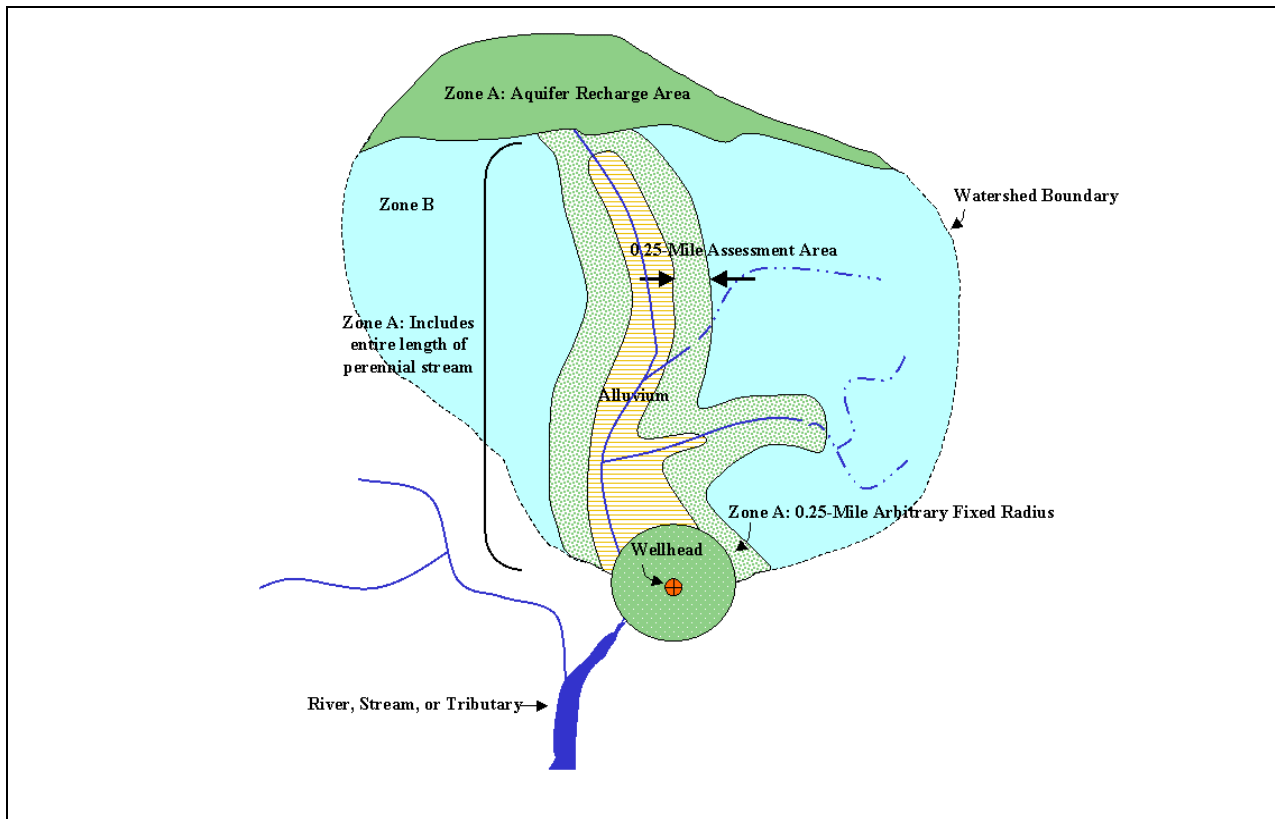 Zone A: Aquifer Recharge Area
Zone B
Watershed Boundary
0.25-Mile Assessment Area
Zone A: Includes
entire length of
perennial stream
Alluvium
Zone A: 0.25-Mile Arbitrary Fixed Radius
Wellhead
River, Stream, or Tributary